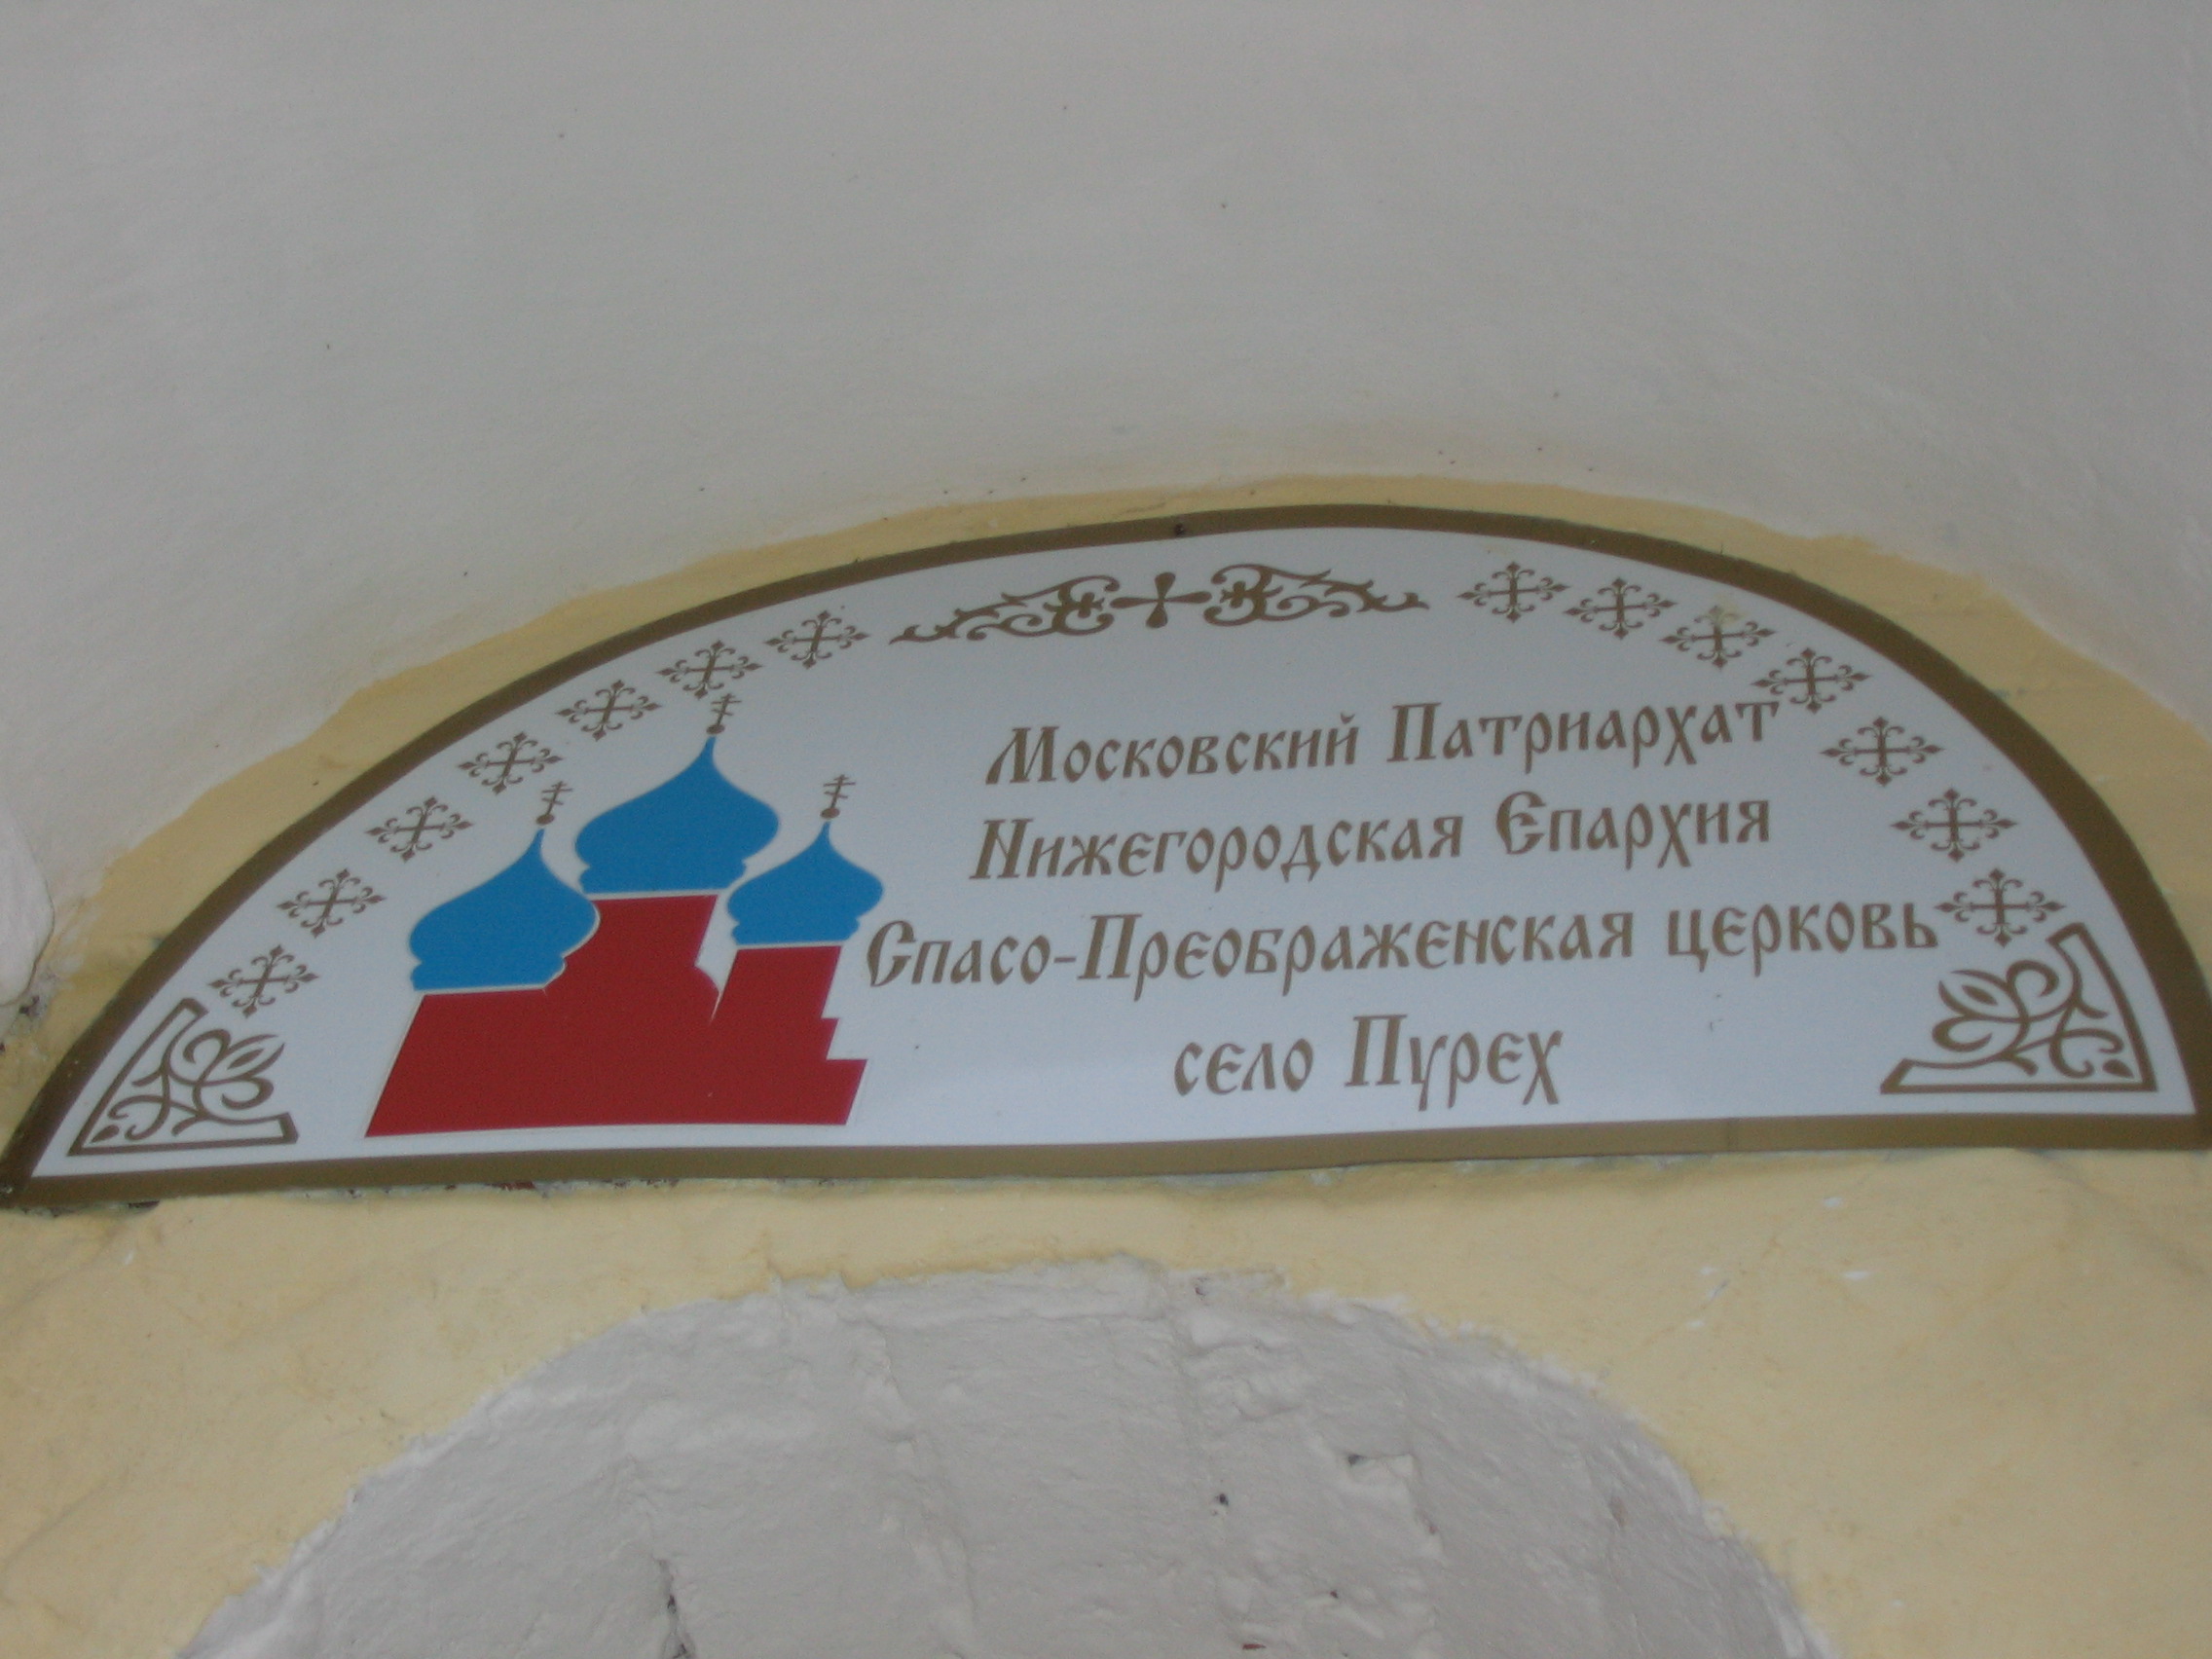 Московский Патриархат
Нижегородская Епархия
Спасо-Преображенская церковь
село Пурех